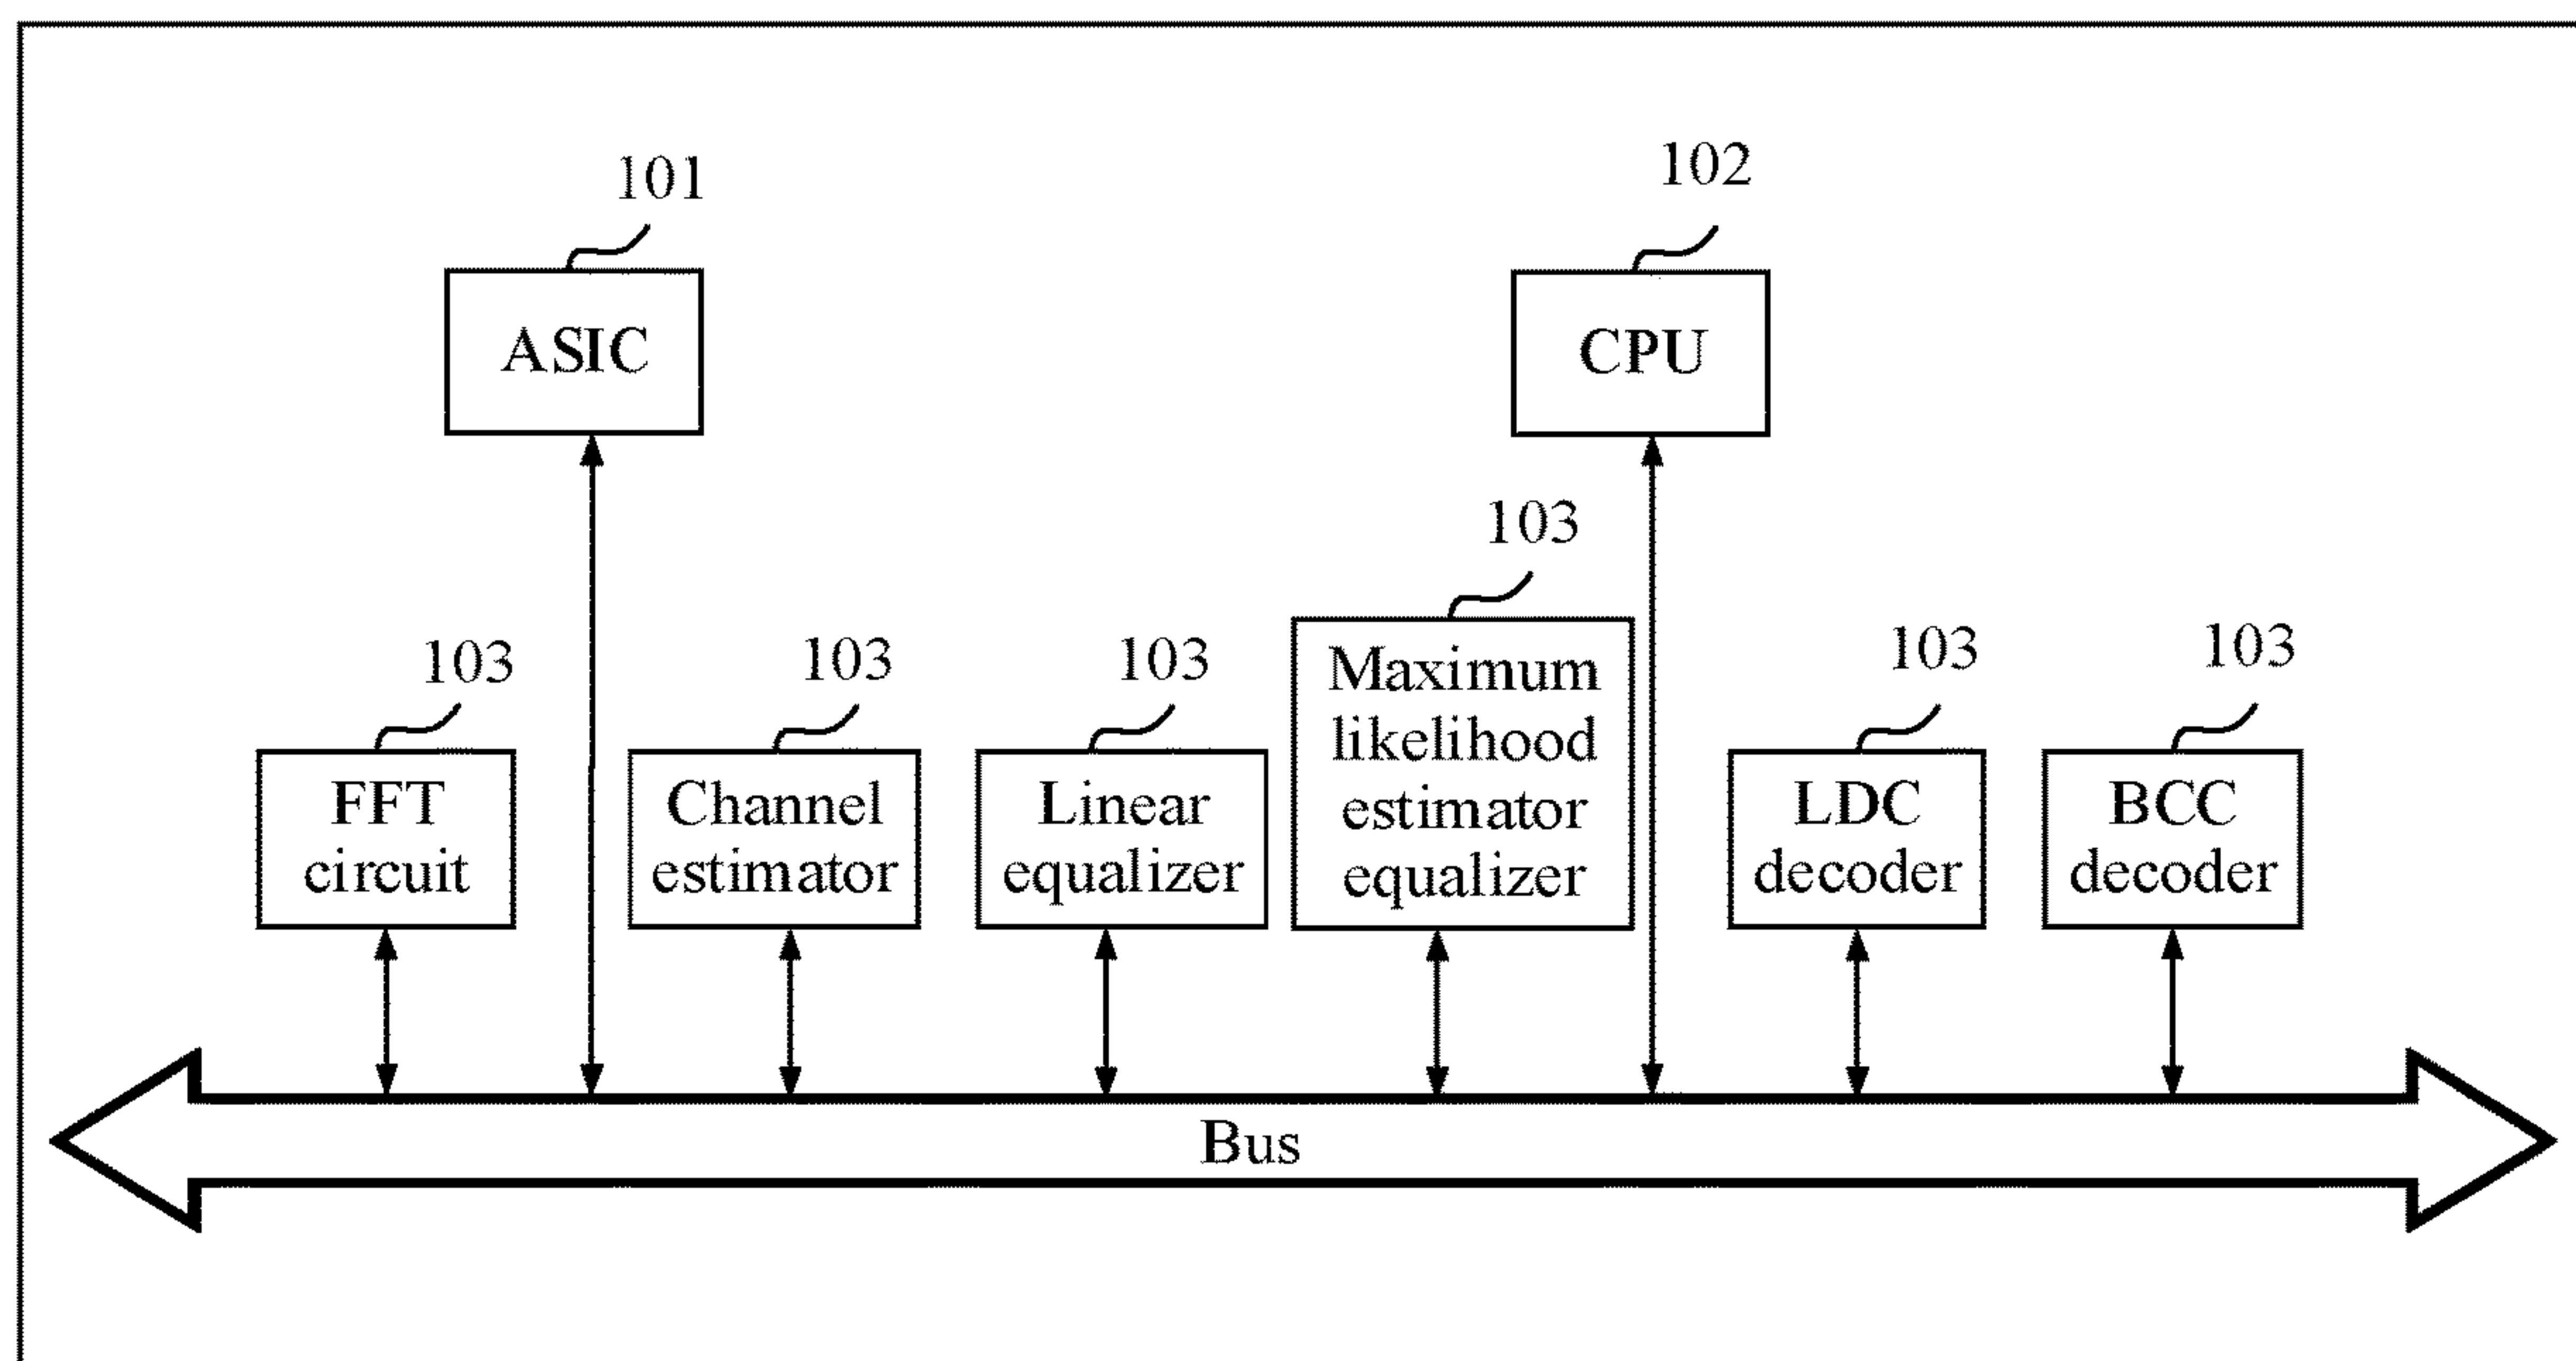 101
102
ASIC
CPU
103
103
103
103
103
103
FFT
circuit
Channel
estimator
Linear
equalizer
Maximum
likelihood
estimator
equalizer
LDC
decoder
BCC
decoder
Bus